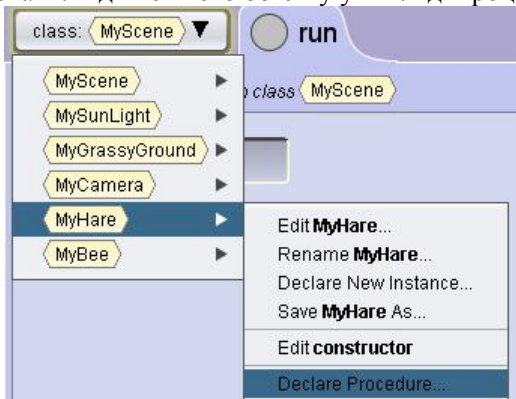 class: MyScene run
class MyScene
MyScene
MySunLight
MyGrassyGround
MyCamera
MyHare
MyBee
Edit MyHare...
Rename MyHare...
Declare New Instance...
Save MyHare As...
Edit constructor
Declare Procedure...